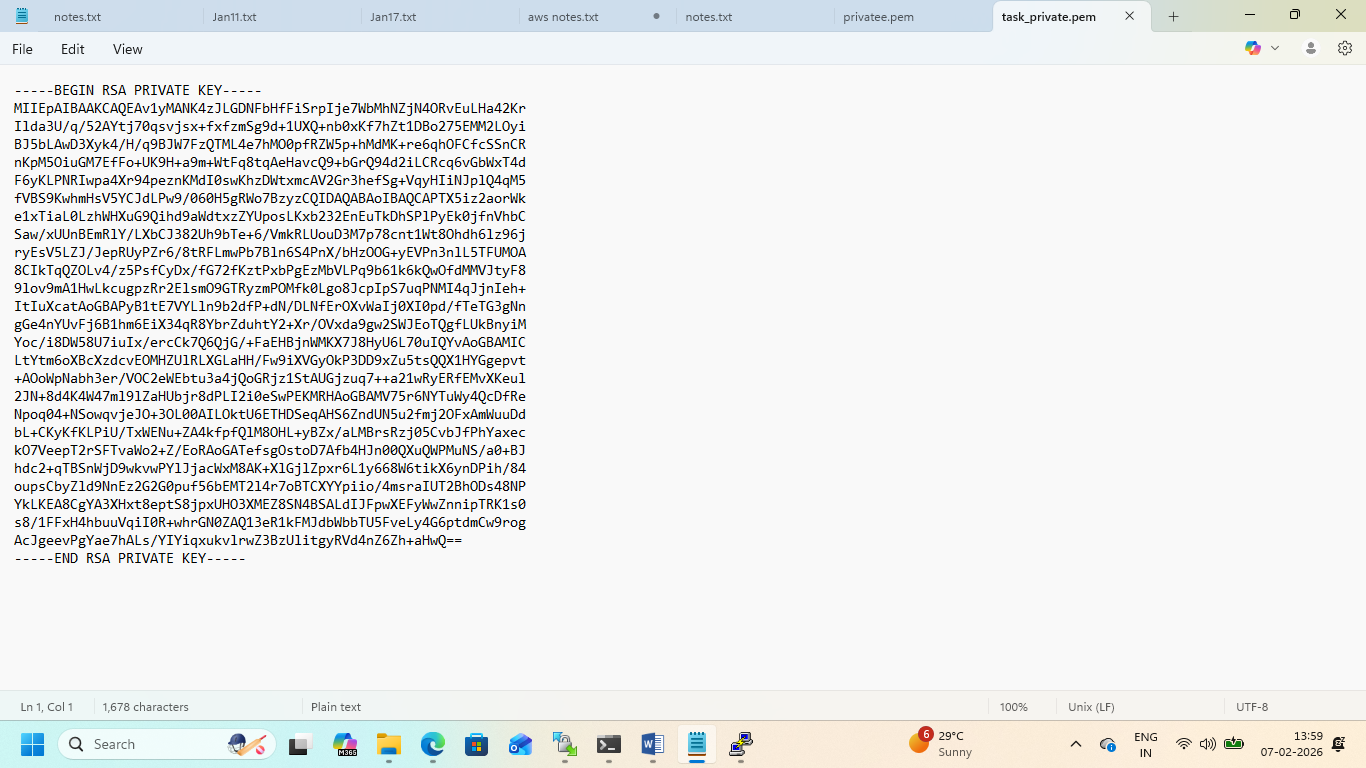 notes.txt
Jan11.txt
Jan17.txt
aws notes.txt
notes.txt
privatee.pem
task_private.pem
File Edit View
-----BEGIN RSA PRIVATE KEY-----
MIIEpAIBAAKCAQEAv1yMANK4zJLGDNFbHfFiSrpIje7WbMhNZjN4ORvEuLHa42Kr
Ilda3U/q/52AYtj70qsvjsx+fxfzmSg9d+1UXQ+nb0xKf7hZt1DBo275EMM2LOyi
BJ5bLAwD3Xyk4/H/q9BJW7FzQTML4e7hMO0pfRZW5p+hMdMK+re6qhOFCfcSSnCR
nKpM5OiuGM7EfFo+UK9H+a9m+WtFq8tqAeHavcQ9+bGrQ94d2iLCRcq6vGbWxT4d
F6yKLPNRIwpa4Xr94peznKMdI0swKhzDWtxmcAV2Gr3hefSg+VqyHIiNJplQ4qM5
fVBS9KwhmHsV5YCJdLPw9/060H5gRWo7BzyzCQIDAQABAoIBAQCAPTX5iz2aorWk
e1xTiaL0LzhWHXuG9Qihd9aWdtxzZYUposLKxb232EnEuTkDhSPlPyEk0jfnVhbC
Saw/xUUnBEmRlY/LXbCJ382Uh9bTe+6/VmkRLUouD3M7p78cnt1Wt8Ohdh6lz96j
ryEsV5LZJ/JepRUyPZr6/8tRFLmwPb7Bln6S4PnX/bHzOOG+yEVPn3nlL5TFUMOA
8CIkTqQZOLv4/z5PsfCyDx/fG72fKztPxbPgEzMbVLPq9b61k6kQwOfdMMVJtyF8
9lov9mA1HwLkcugpzRr2ElsmO9GTRyzmPOMfk0Lgo8JcpIpS7uqPNMI4qJjnIeh+
ItIuXcatAoGBAPyB1tE7VYLln9b2dfP+dN/DLNfErOXvWaIj0XI0pd/fTeTG3gNn
gGe4nYUvFj6B1hm6EiX34qR8YbrZduhtY2+Xr/OVxda9gw2SWJEoTQgfLUkBnyiM
Yoc/i8DW58U7iuIx/ercCk7Q6QjG/+FaEHBjnWMKX7J8HyU6L70uIQYvAoGBAMIC
LtYtm6oXBcXzdcvEOMHZUlRLXGLaHH/Fw9iXVGyOkP3DD9xZu5tsQQX1HYGgepvt
+AOoWpNabh3er/VOC2eWEbtu3a4jQoGRjz1StAUGjzuq7++a21wRyERfEMvXKeul
2JN+8d4K4W47ml9lZaHUbjr8dPLI2i0eSwPEKMRHAoGBAMV75r6NYTuWy4QcDfRe
Npoq04+NSowqvjeJO+3OL00AILOktU6ETHDSeqAHS6ZndUN5u2fmj2OFxAmWuuDd
bL+CKyKfKLPiU/TxWENu+ZA4kfpfQlM8OHL+yBZx/aLMBrsRzj05CvbJfPhYaxec
kO7VeepT2rSFTvaWo2+Z/EoRAoGATefsgOstoD7Afb4HJn00QXuQWPMuNS/a0+BJ
hdc2+qTBSnWjD9wkvwPYlJjacWxM8AK+XlGjlZpxr6L1y668W6tikX6ynDPih/84
oupsCbyZld9NnEz2G2G0puf56bEMT2l4r7oBTCXYYpiio/4msraIUT2BhODs48NP
YkLKEA8CgYA3XHxt8eptS8jpxUHO3XMEZ8SN4BSALdIJFpwXEFyWwZnnipTRK1s0
s8/1FFxH4hbuuVqiI0R+whrGN0ZAQ13eR1kFMJdbWbbTU5FveLy4G6ptdmCw9rog
AcJgeevPgYae7hALs/YIYiqxukvlrwZ3BzUlitgyRVd4nZ6Zh+aHwQ==
-----END RSA PRIVATE KEY-----
Ln 1, Col 1
1,678 characters
Plain text
100%
Unix (LF)
UTF-8
Search
M365
6
29°C
Sunny
ENG
IN
13:59
07-02-2026